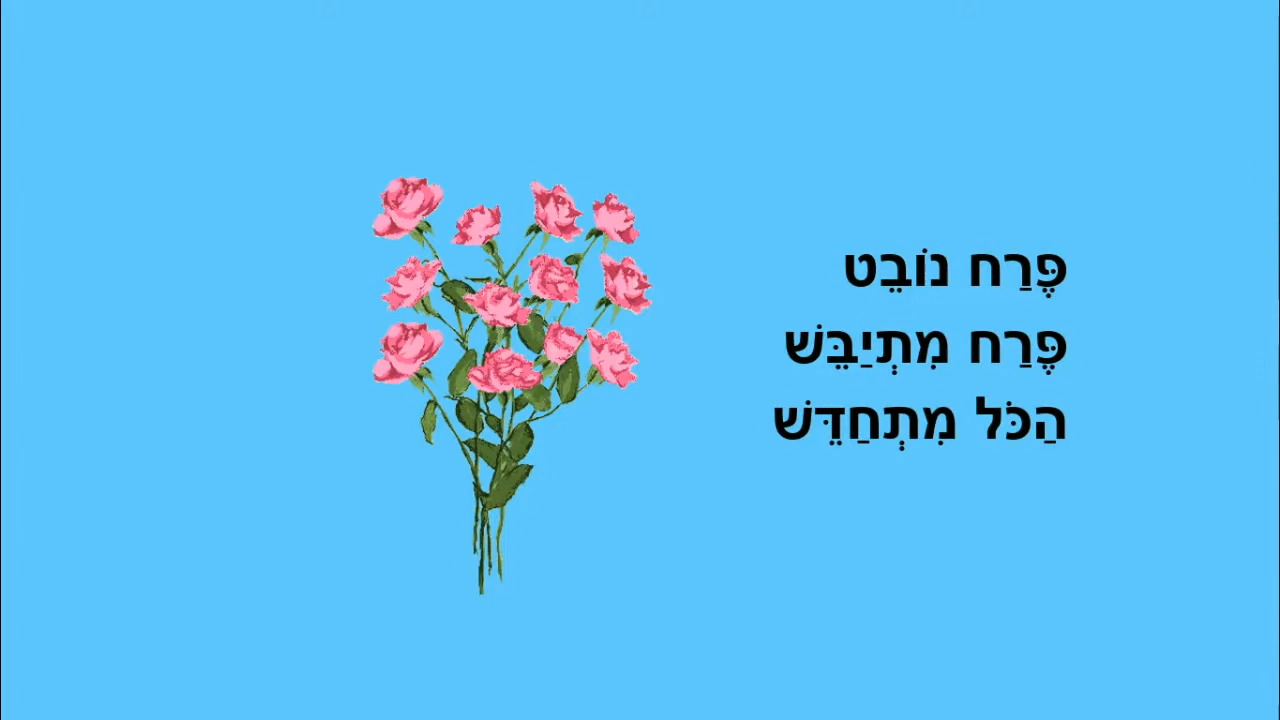 פֶּרַח נוֹבֵט
פֶּרַח מִתְיַבֵּשׁ
הַכֹּל מִתְחַדֵּשׁ